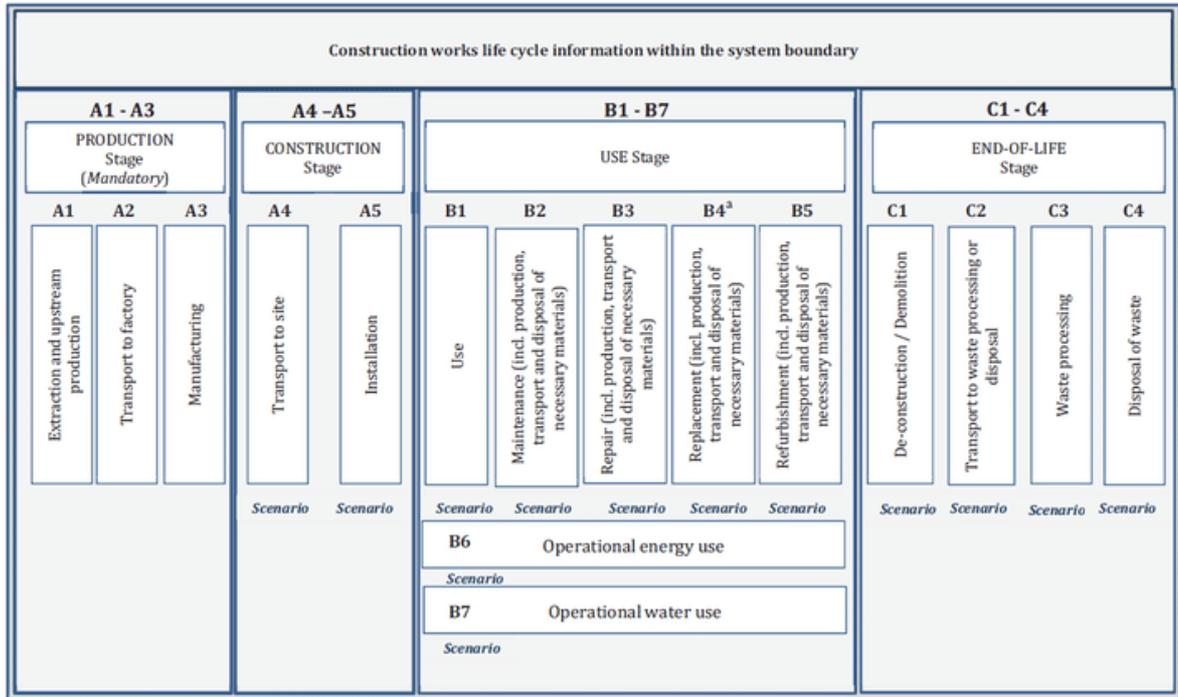 Construction works life cycle information within the system boundary
A1 - A3
PRODUCTION
Stage
(Mandatory)
A1
A2
A3
Extraction and upstream
production
Transport to factory
Manufacturing
A4 –A5
CONSTRUCTION
Stage
A4
A5
Transport to site
Installation
Scenario
Scenario
B1 - B7
USE Stage
B1
B2
B3
B4ᵃ
B5
Use
Maintenance (incl. production,
transport and disposal of
necessary materials)
Repair (incl. production, transport
and disposal of necessary
materials)
Replacement (incl. production,
transport and disposal of
necessary materials)
Refurbishment (incl. production,
transport and disposal of
necessary materials)
Scenario
Scenario
Scenario
Scenario
Scenario
B6
Operational energy use
Scenario
B7
Operational water use
Scenario
C1 - C4
END-OF-LIFE
Stage
C1
C2
C3
C4
De-construction / Demolition
Transport to waste processing or
disposal
Waste processing
Disposal of waste
Scenario
Scenario
Scenario
Scenario